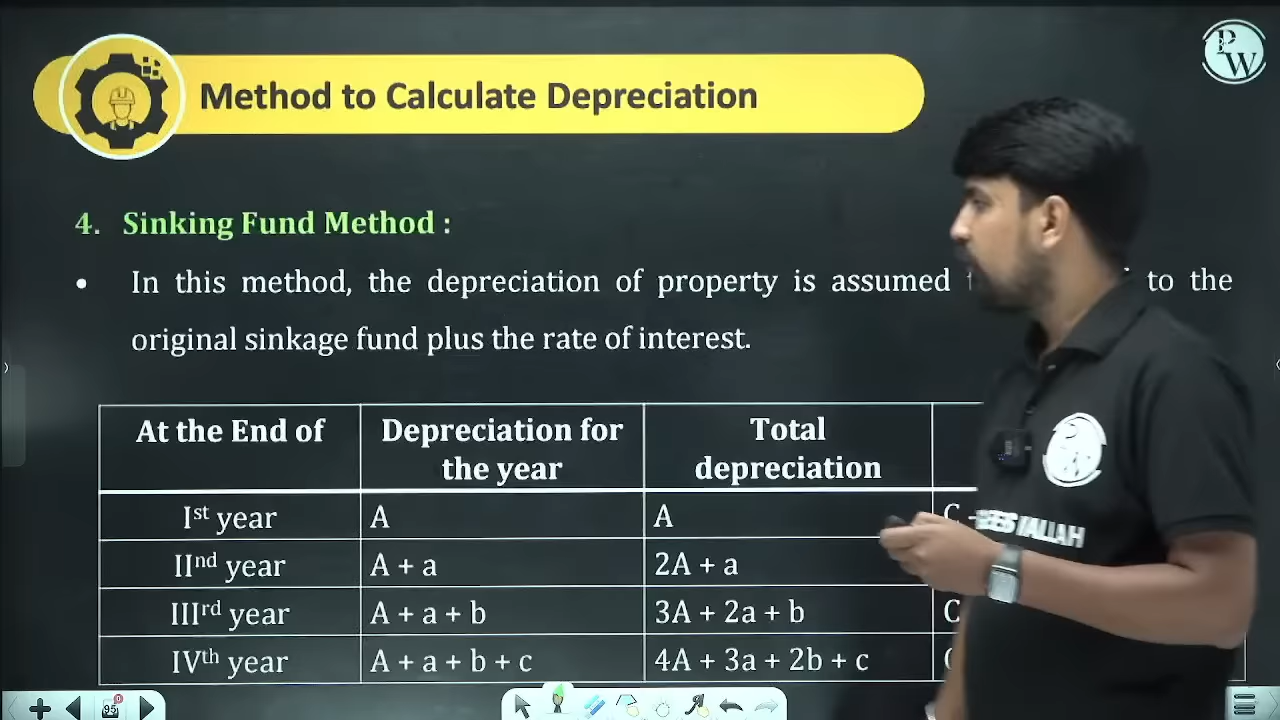 PW
Method to Calculate Depreciation
4. Sinking Fund Method :
• In this method, the depreciation of property is assumed to the
original sinkage fund plus the rate of interest.
At the End of Depreciation for the year Total depreciation
Ist year A A C -
IInd year A + a 2A + a
IIIrd year A + a + b 3A + 2a + b C
IVth year A + a + b + c 4A + 3a + 2b + c
95